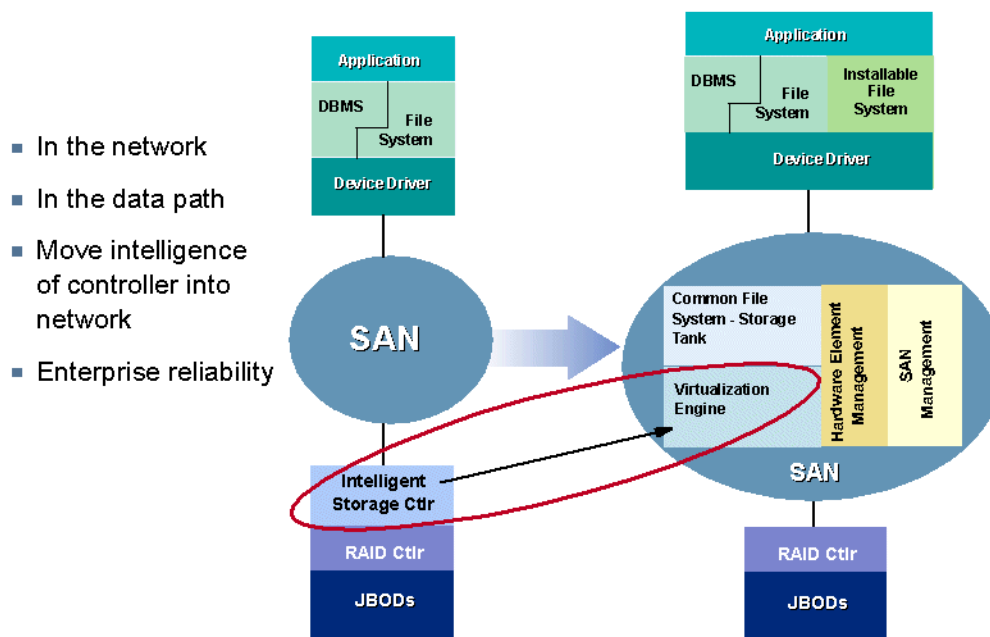 In the network
In the data path
Move intelligence
of controller into
network
Enterprise reliability
Application
DBMS
File
System
Device Driver
SAN
Intelligent
Storage Ctlr
RAID Ctlr
JBODs
Application
DBMS
File
System
Installable
File
System
Device Driver
Common File
System - Storage
Tank
Virtualization
Engine
Hardware Element
Management
SAN
Management
SAN
RAID Ctlr
JBODs